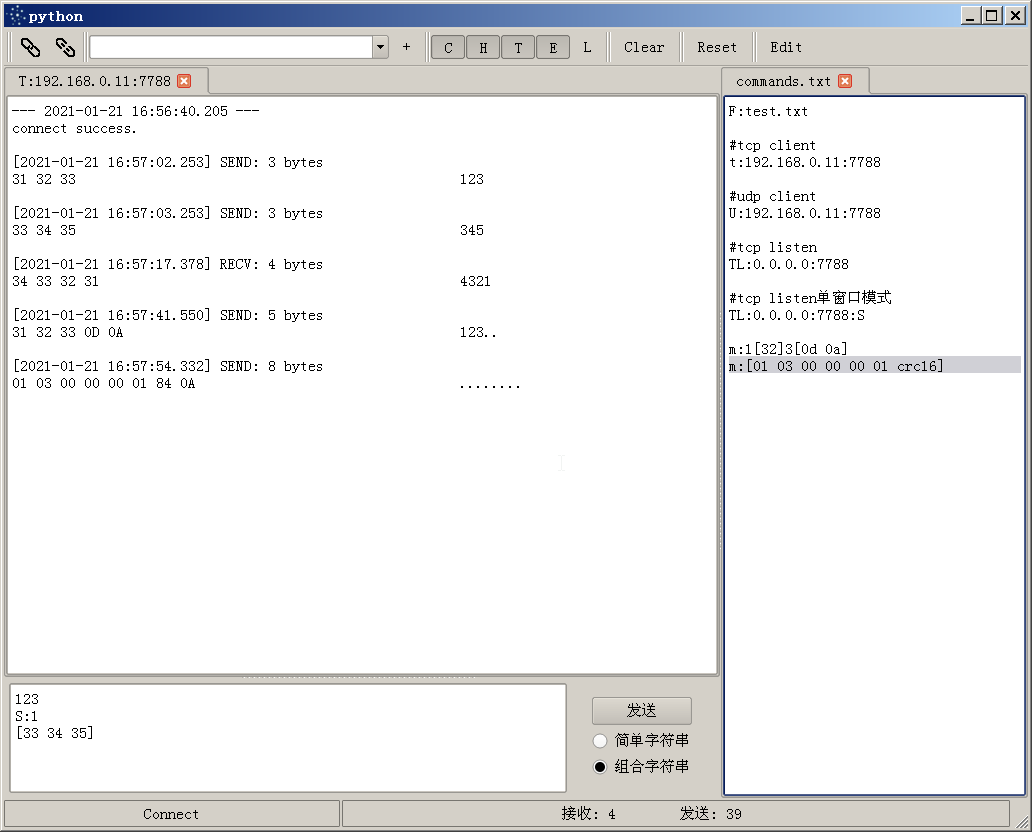 python
+ C H T E L Clear Reset Edit
T:192.168.0.11:7788
--- 2021-01-21 16:56:40.205 ---
connect success.
[2021-01-21 16:57:02.253] SEND: 3 bytes
31 32 33 123
[2021-01-21 16:57:03.253] SEND: 3 bytes
33 34 35 345
[2021-01-21 16:57:17.378] RECV: 4 bytes
34 33 32 31 4321
[2021-01-21 16:57:41.550] SEND: 5 bytes
31 32 33 0D 0A 123..
[2021-01-21 16:57:54.332] SEND: 8 bytes
01 03 00 00 00 01 84 0A ........
commands.txt
F:test.txt
#tcp client
t:192.168.0.11:7788
#udp client
U:192.168.0.11:7788
#tcp listen
TL:0.0.0.0:7788
#tcp listen单窗口模式
TL:0.0.0.0:7788:S
m:1[32]3[0d 0a]
m:[01 03 00 00 00 01 crc16]
123
S:1
[33 34 35]
发送
简单字符串
组合字符串
Connect
接收: 4 发送: 39